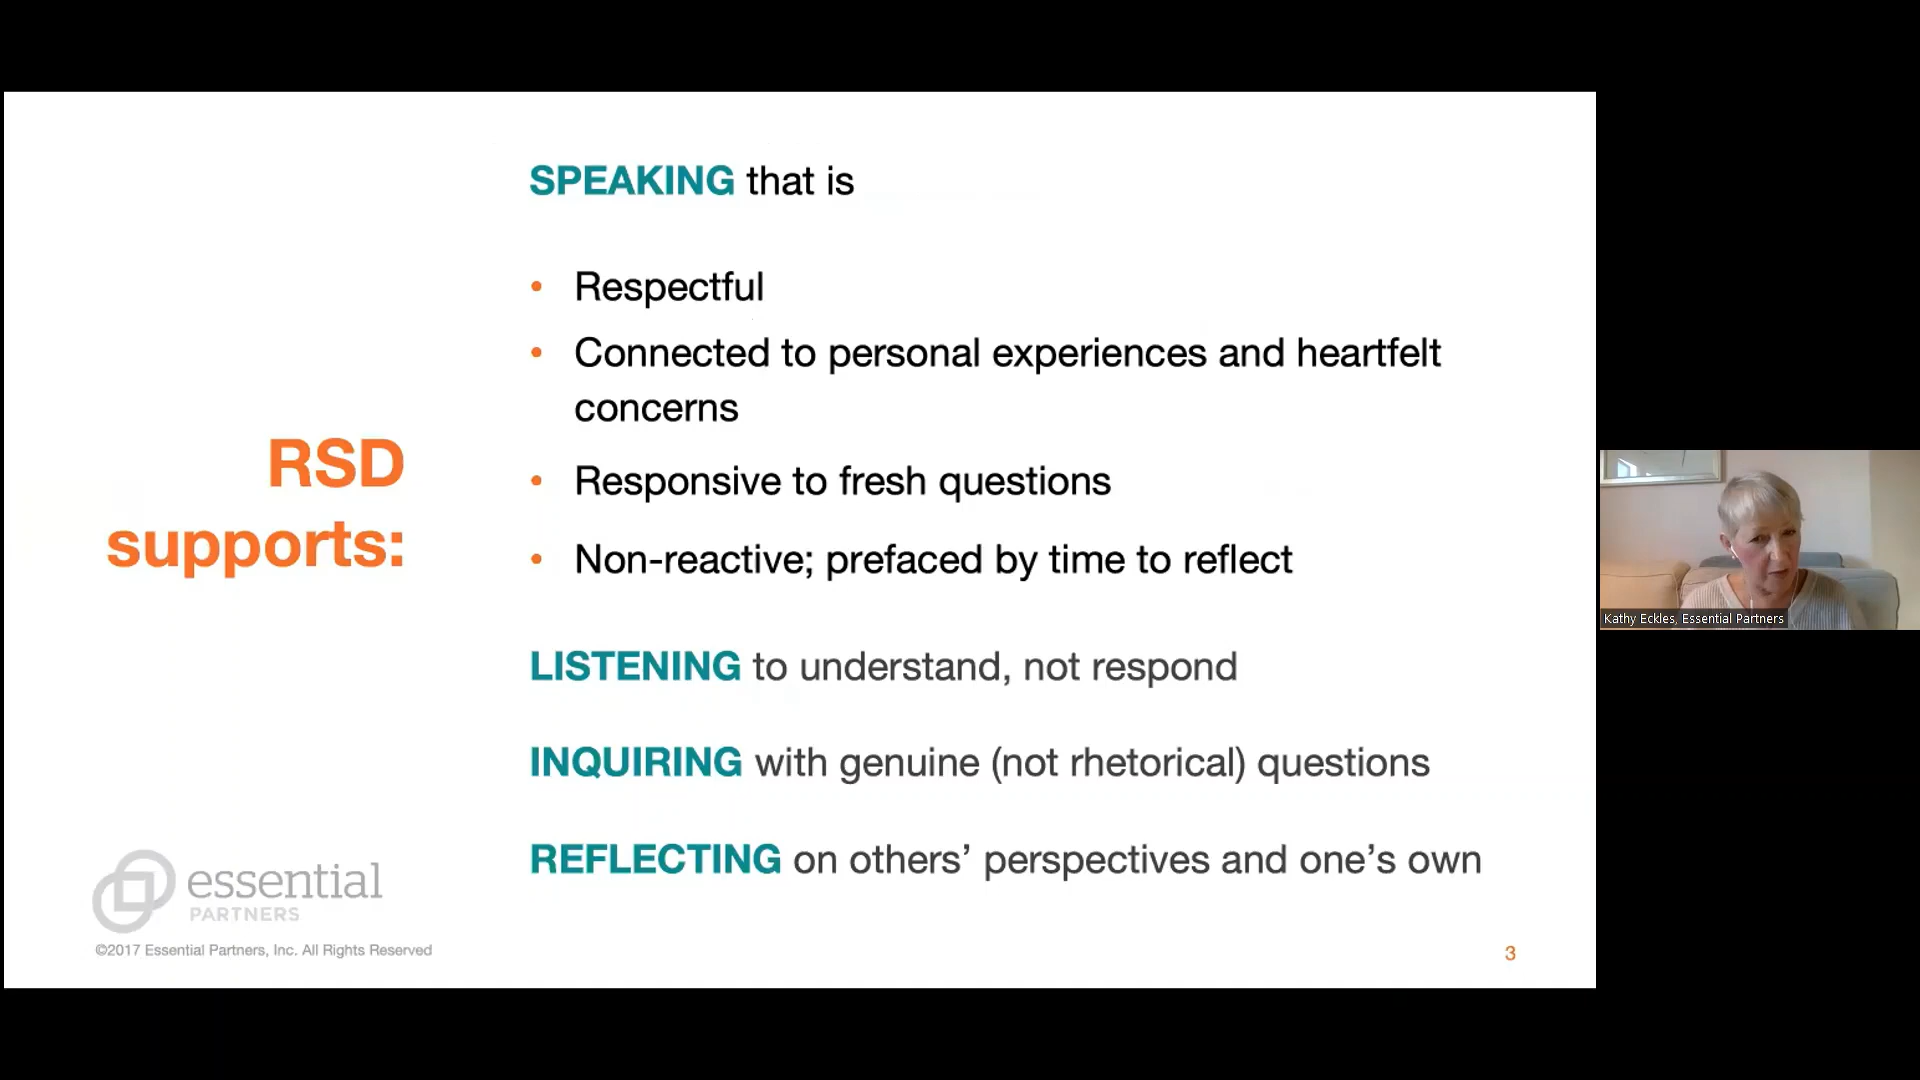 SPEAKING that is
• Respectful
• Connected to personal experiences and heartfelt
concerns
• Responsive to fresh questions
• Non-reactive; prefaced by time to reflect
RSD
supports:
LISTENING to understand, not respond
INQUIRING with genuine (not rhetorical) questions
REFLECTING on others’ perspectives and one’s own
essential
PARTNERS
©2017 Essential Partners, Inc. All Rights Reserved
3
Kathy Eckles, Essential Partners